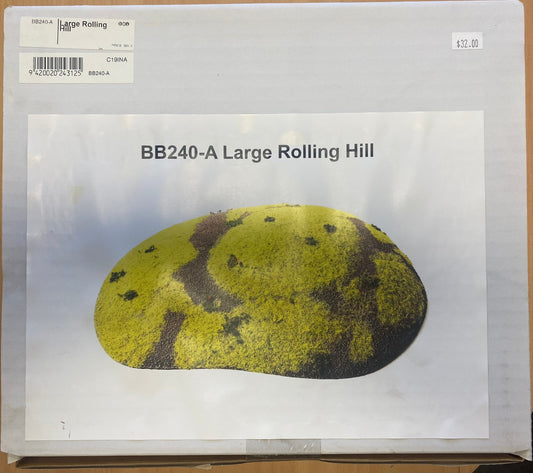 BB240-A
Large Rolling
Hill
$32.00
C19INA
9 420020 243125
BB240-A
BB240-A Large Rolling Hill